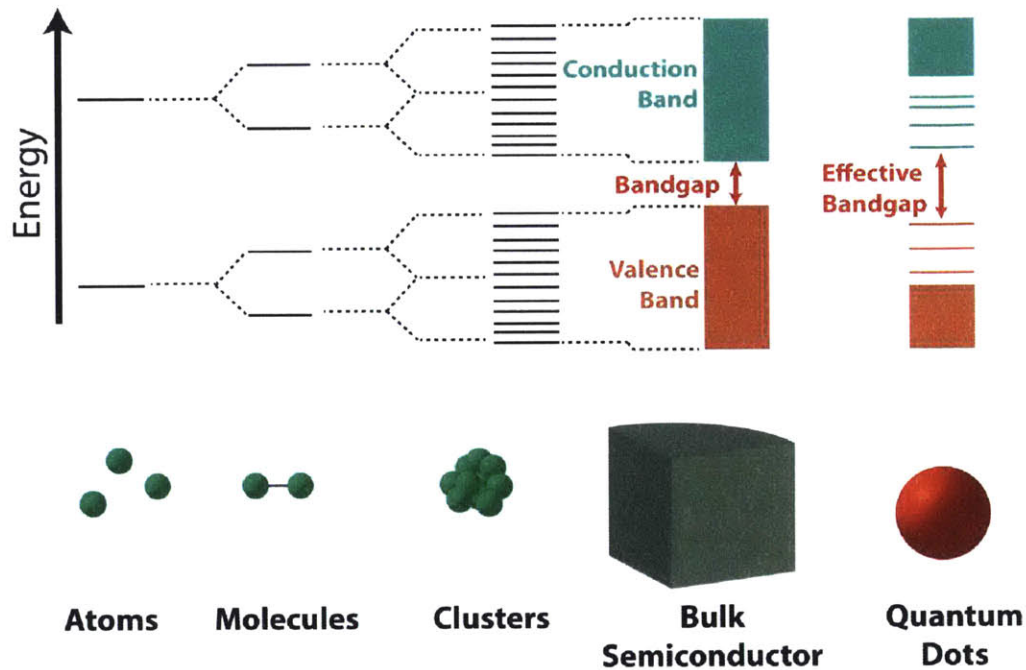 Energy
Conduction
Band
Bandgap
Valence
Band
Effective
Bandgap
Atoms
Molecules
Clusters
Bulk
Semiconductor
Quantum
Dots